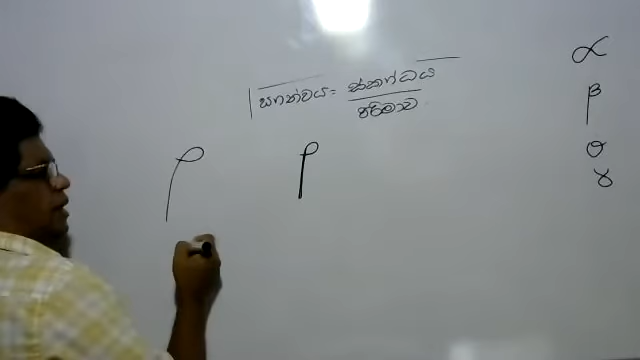 ඝනත්වය = ස්කන්ධය
පරිමාව
α
β
ρ ρ
θ
γ